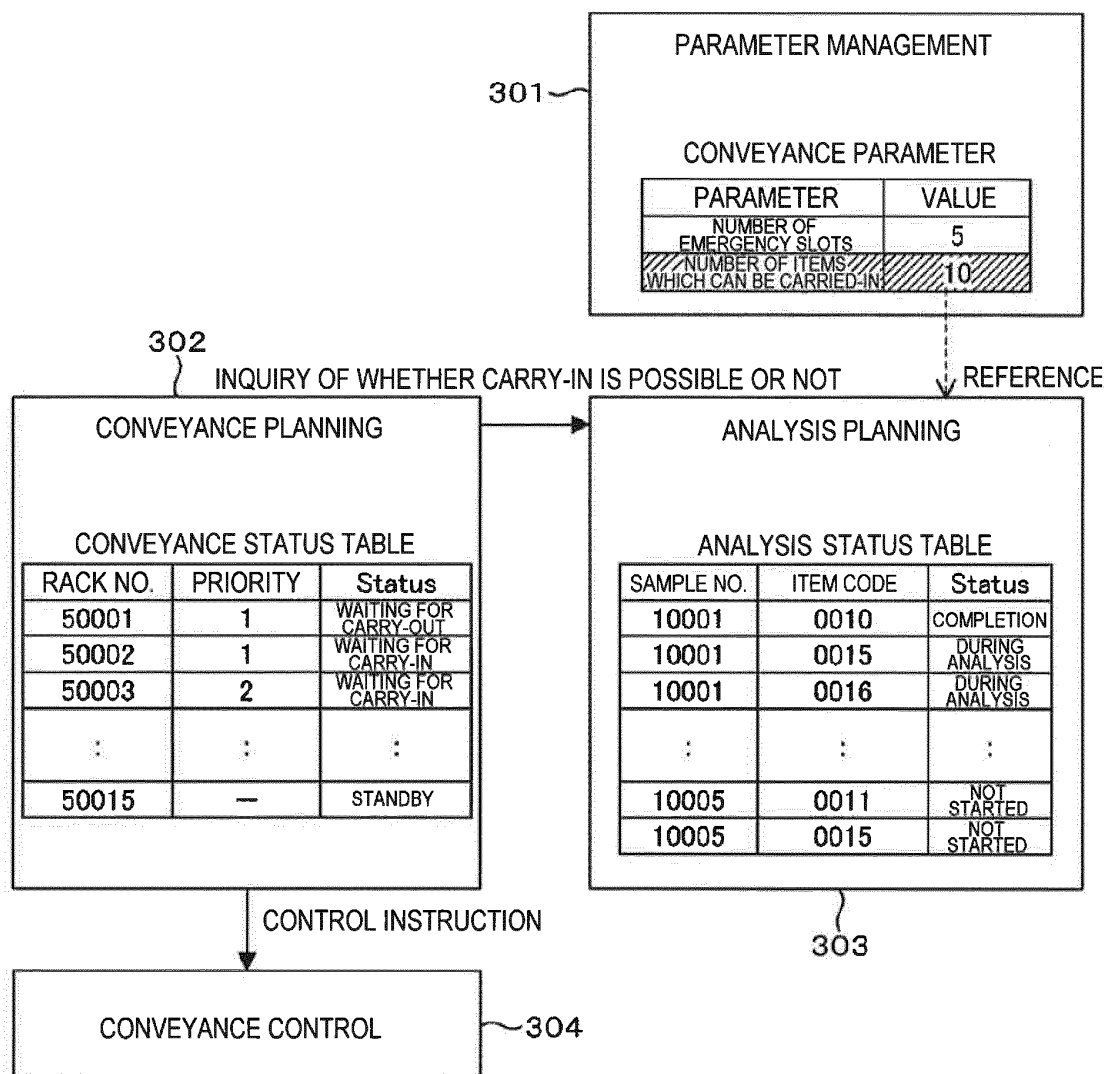 PARAMETER MANAGEMENT
301
CONVEYANCE PARAMETER
PARAMETER VALUE
NUMBER OF
EMERGENCY SLOTS 5
NUMBER OF ITEMS
WHICH CAN BE CARRIED-IN 10
302
INQUIRY OF WHETHER CARRY-IN IS POSSIBLE OR NOT
REFERENCE
CONVEYANCE PLANNING
CONVEYANCE STATUS TABLE
RACK NO. PRIORITY Status
50001 1 WAITING FOR
CARRY-OUT
50002 1 WAITING FOR
CARRY-IN
50003 2 WAITING FOR
CARRY-IN
: : :
50015 — STANDBY
ANALYSIS PLANNING
ANALYSIS STATUS TABLE
SAMPLE NO. ITEM CODE Status
10001 0010 COMPLETION
10001 0015 DURING
ANALYSIS
10001 0016 DURING
ANALYSIS
: : :
10005 0011 NOT
STARTED
10005 0015 NOT
STARTED
303
CONTROL INSTRUCTION
CONVEYANCE CONTROL
304